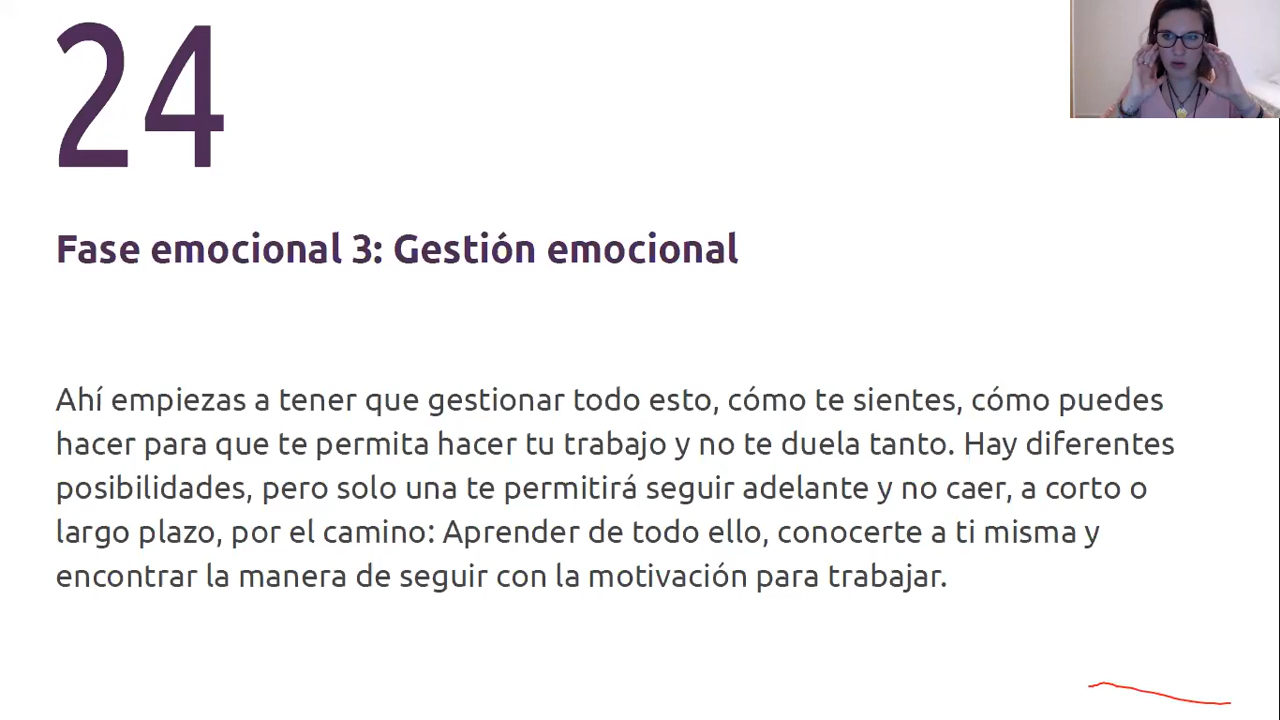 24
Fase emocional 3: Gestión emocional
Ahí empiezas a tener que gestionar todo esto, cómo te sientes, cómo puedes
hacer para que te permita hacer tu trabajo y no te duela tanto. Hay diferentes
posibilidades, pero solo una te permitirá seguir adelante y no caer, a corto o
largo plazo, por el camino: Aprender de todo ello, conocerte a ti misma y
encontrar la manera de seguir con la motivación para trabajar.